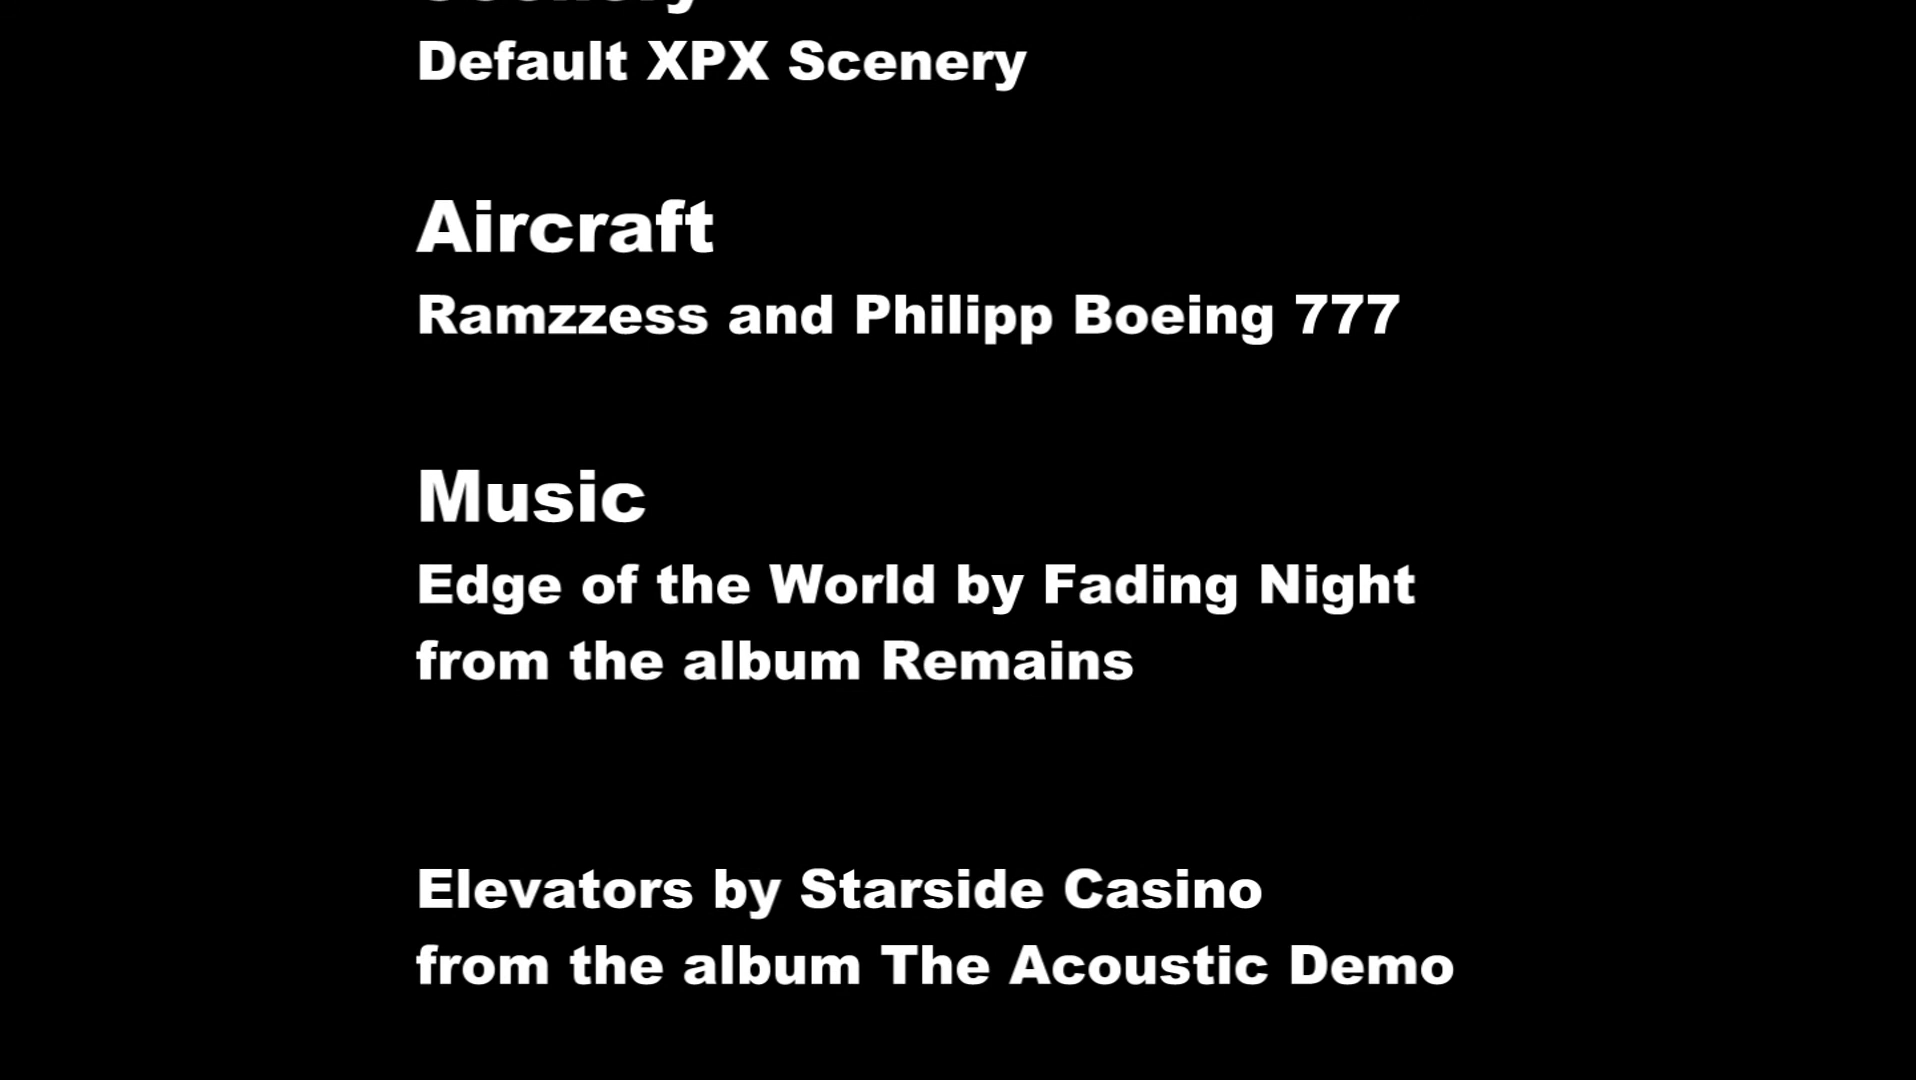 Scenery
Default XPX Scenery
Aircraft
Ramzzess and Philipp Boeing 777
Music
Edge of the World by Fading Night
from the album Remains
Elevators by Starside Casino
from the album The Acoustic Demo